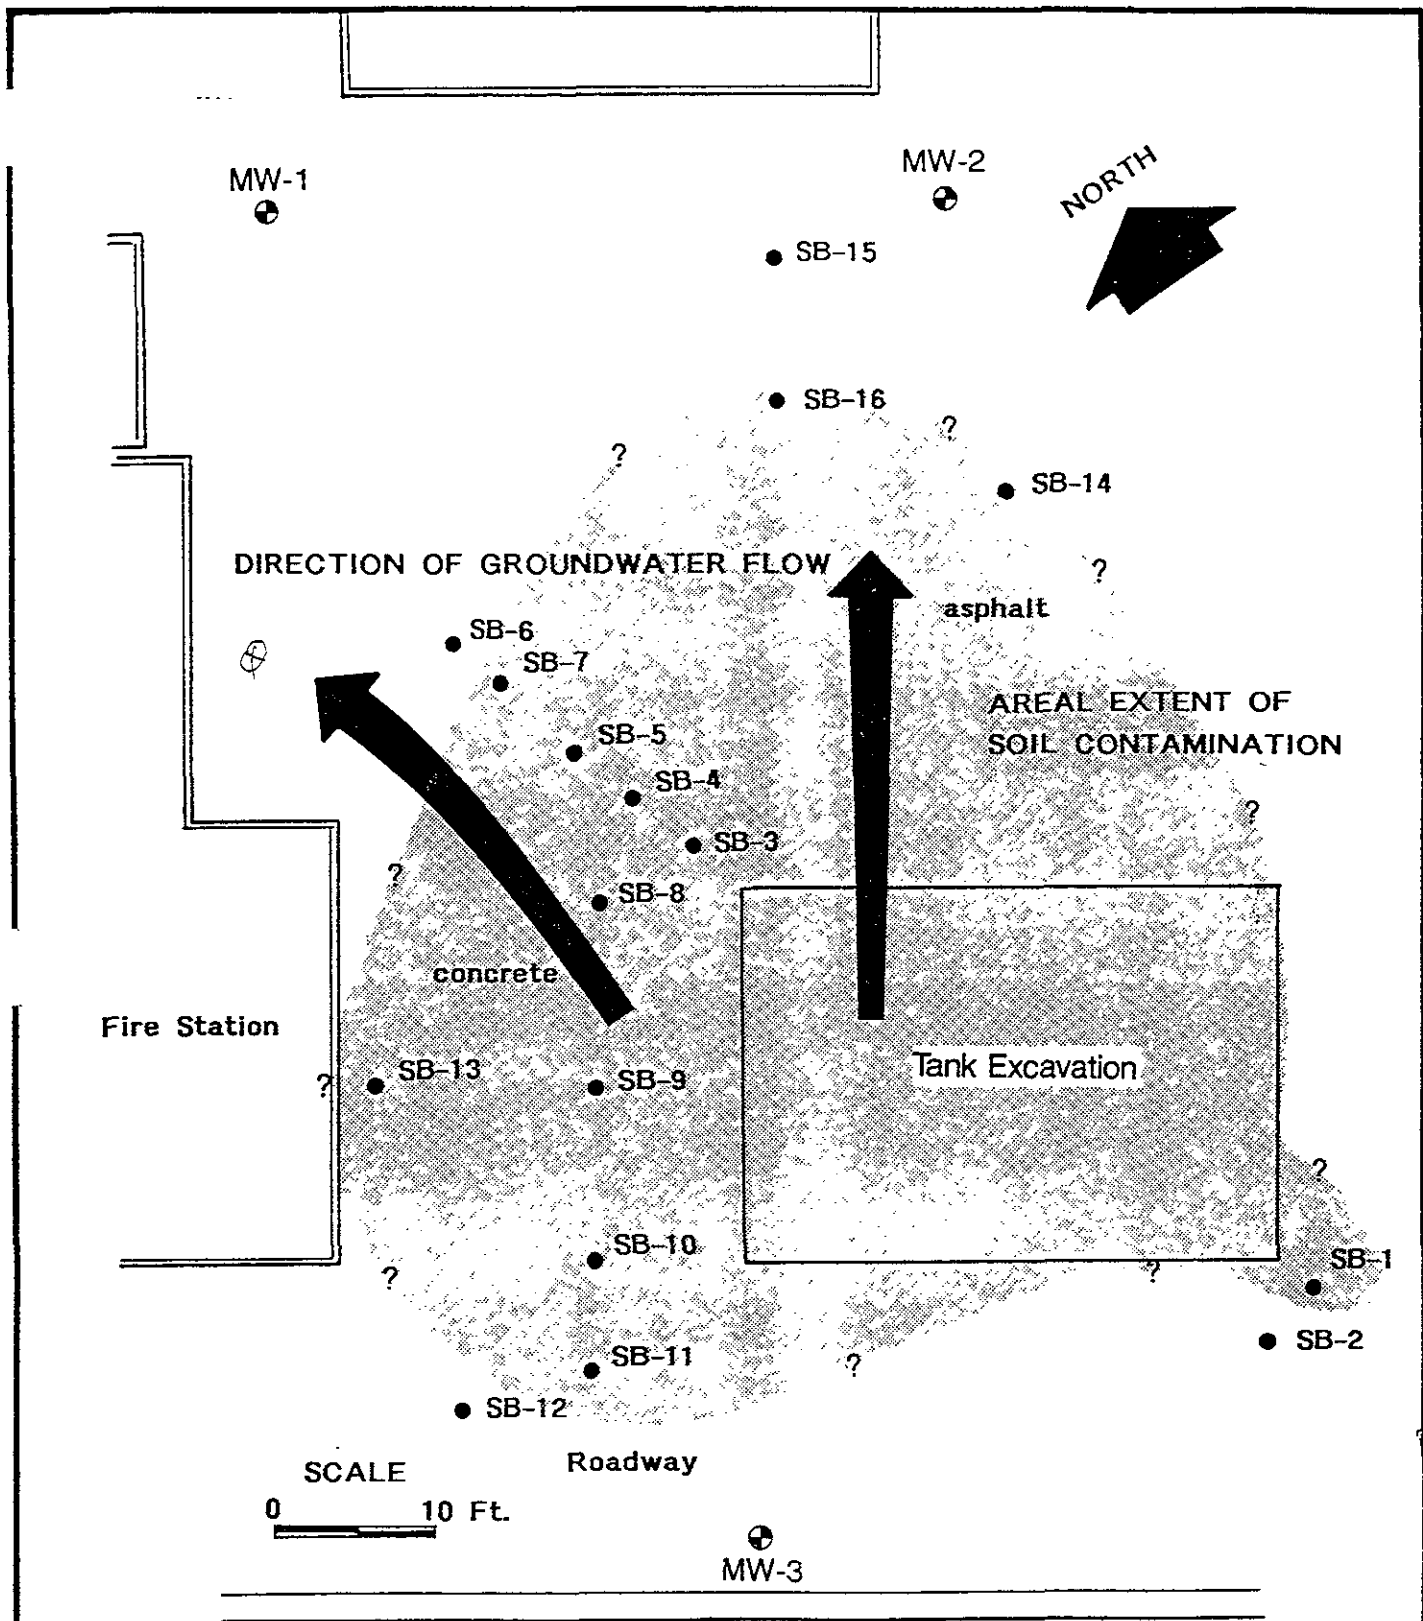 MW-1
MW-2
NORTH
SB-15
SB-16
?
?
SB-14
DIRECTION OF GROUNDWATER FLOW
?
asphalt
SB-6
SB-7
AREAL EXTENT OF
SOIL CONTAMINATION
SB-5
SB-4
?
SB-3
?
SB-8
concrete
Fire Station
Tank Excavation
SB-13
SB-9
?
?
SB-10
SB-1
?
?
SB-2
SB-11
?
SB-12
Roadway
SCALE
0 10 Ft.
MW-3